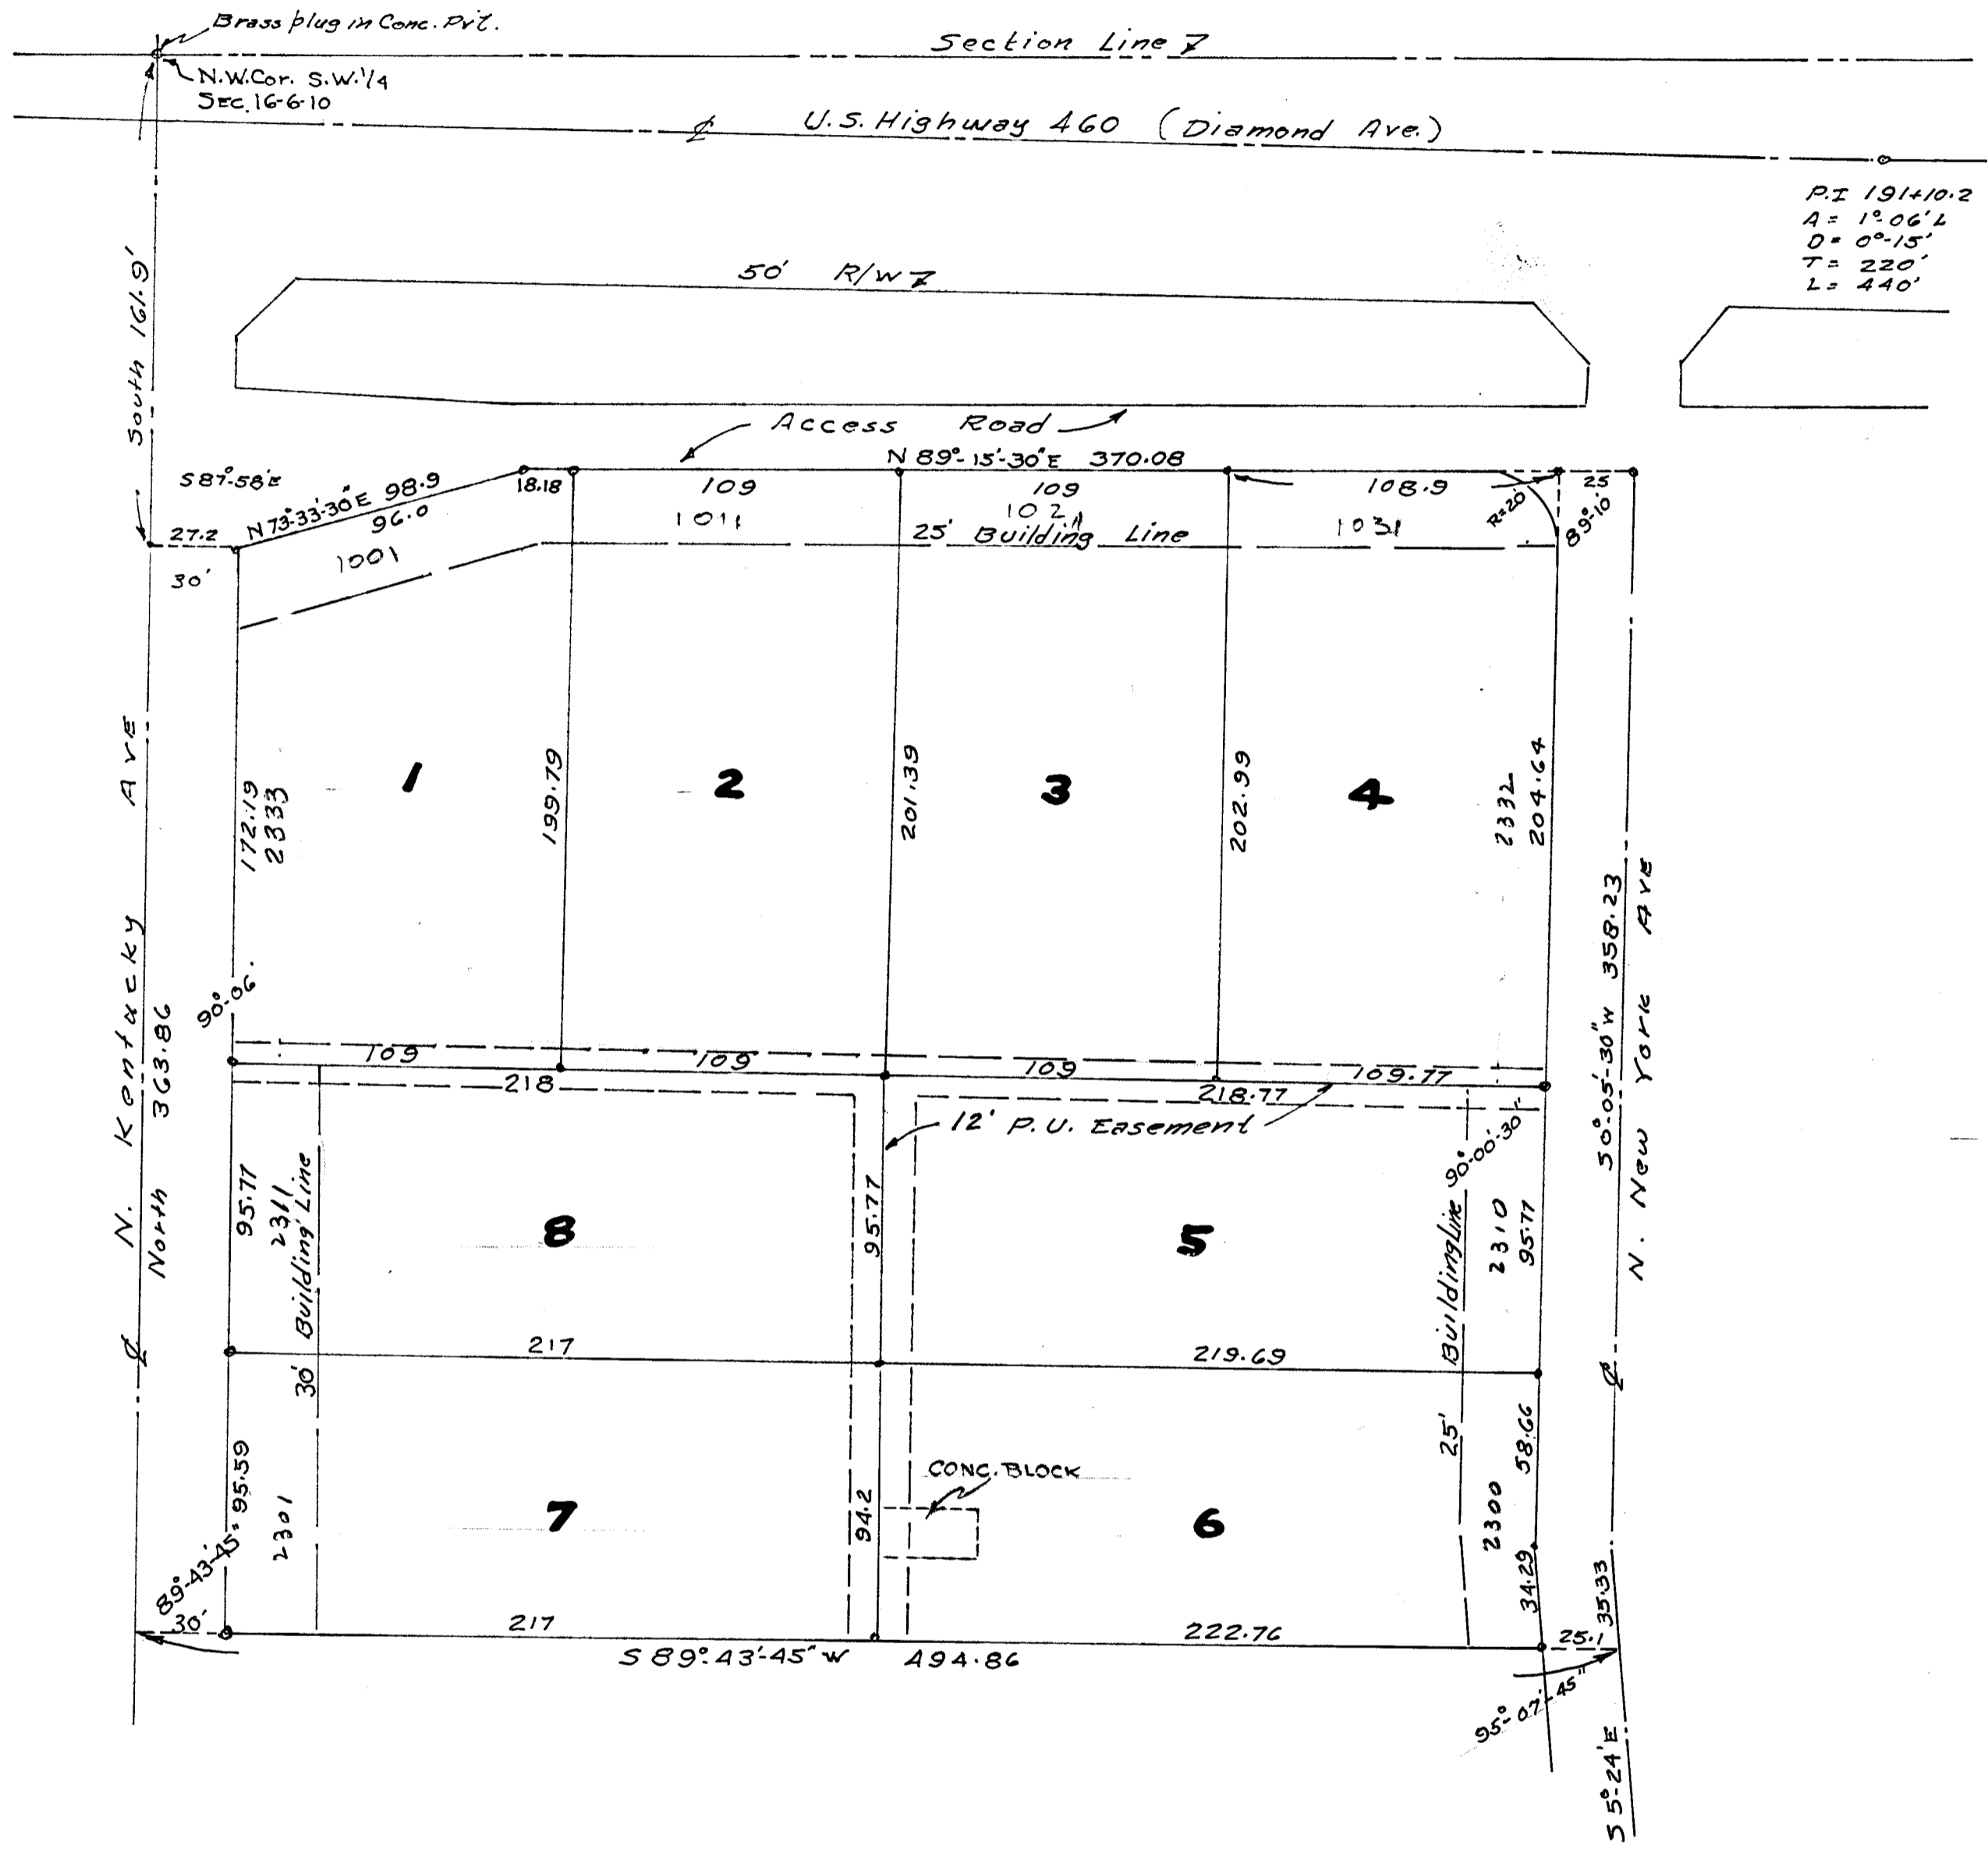 Brass plug in Conc. Pvt.
Section Line
N.W.Cor. S.W.1/4
SEC. 16-6-10
℄ U.S. Highway 460 (Diamond Ave.)
P.I 191+10.2
A = 1°-06' L
D = 0°-15'
T = 220'
L = 440'
South 161.9'
50' R/W
Access Road
N 89°-15'-30" E 370.08
S 87°-58' E
N 73°-33'-30" E 98.9
96.0
18.18
109
109
108.9
25
R=20'
89°-10'
27.2
30'
1001
1011
1021
1031
25' Building Line
1
2
3
4
172.19
2333
199.79
201.39
202.99
2332
204.64
℄ N. Kentucky Ave
North 363.86
℄ N. New York Ave
S 0°-05'-30" W 358.23
90°-06'
109
109
109
109.77
218
218.77
12' P.U. Easement
90°-00'-30"
95.77
2311
30' Building Line
8
95.77
5
25' Building Line
2310
95.77
217
219.69
95.59
2301
7
94.2
CONC. BLOCK
6
2300
58.66
34.29
35.33
89°-43'-45"
30'
217
222.76
25.1
S 89°-43'-45" W 494.86
95°-07'-45"
S 5°-24' E